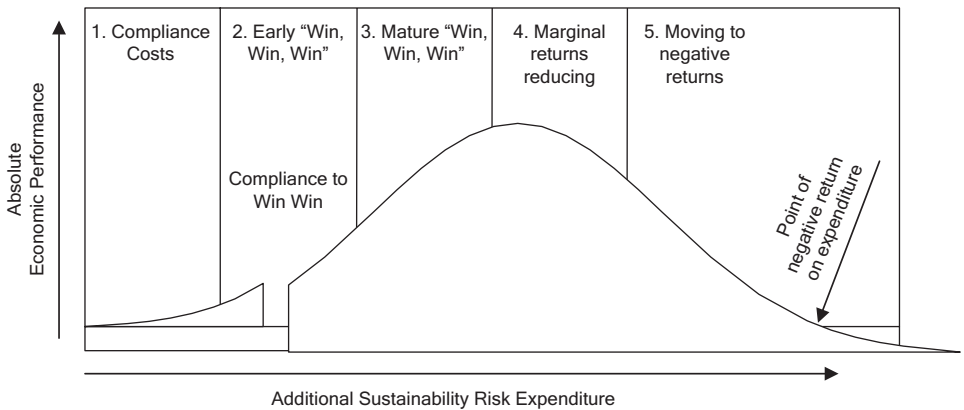 1. Compliance
Costs
2. Early “Win,
Win, Win”
3. Mature “Win,
Win, Win”
4. Marginal
returns
reducing
5. Moving to
negative
returns
Compliance to
Win Win
Point of
negative return
on expenditure
Absolute
Economic Performance
Additional Sustainability Risk Expenditure